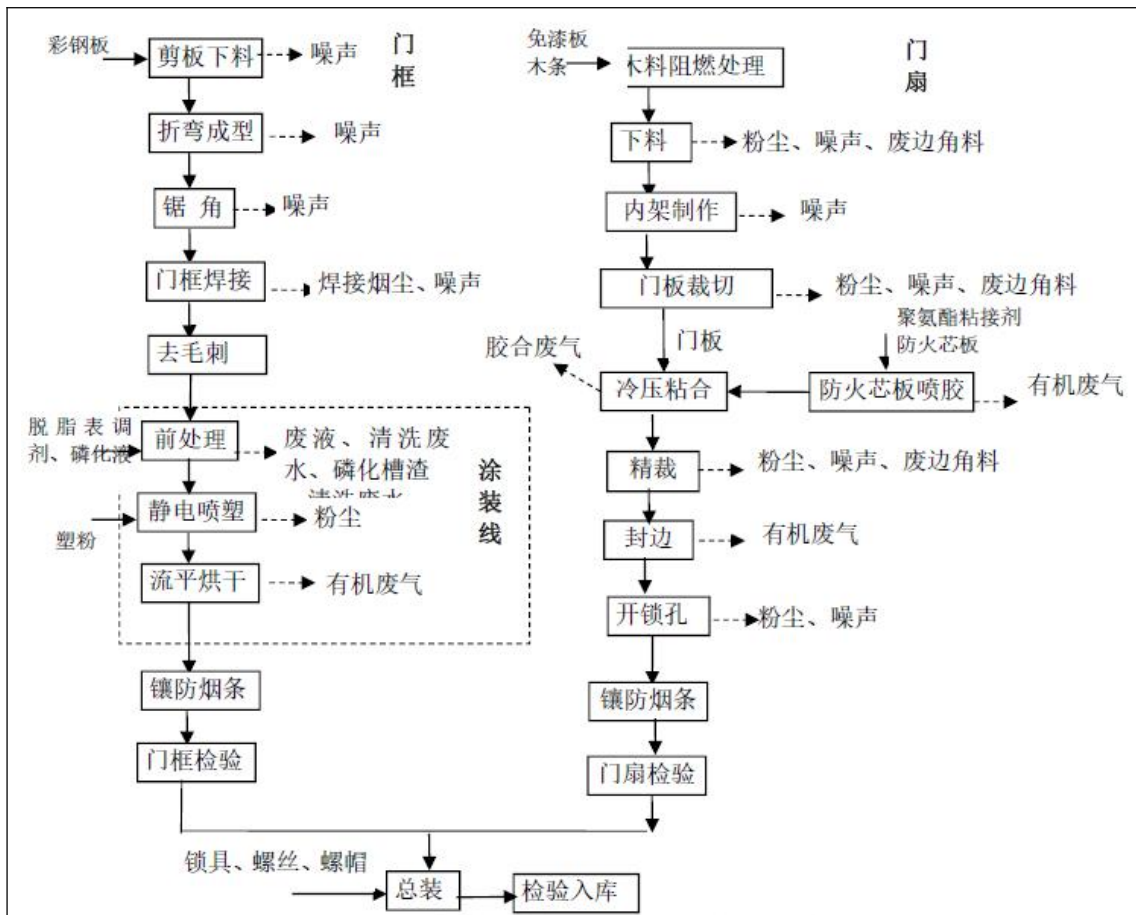 彩钢板
剪板下料
噪声
门框
折弯成型
噪声
锯 角
噪声
门框焊接
焊接烟尘、噪声
去毛刺
脱脂表调
剂、磷化液
前处理
废液、清洗废
水、磷化槽渣
清洗废水
涂装线
塑粉
静电喷塑
粉尘
流平烘干
有机废气
镶防烟条
门框检验
免漆板
木条
木料阻燃处理
门扇
下料
粉尘、噪声、废边角料
内架制作
噪声
门板裁切
粉尘、噪声、废边角料
门板
聚氨酯粘接剂
防火芯板
胶合废气
冷压粘合
防火芯板喷胶
有机废气
精裁
粉尘、噪声、废边角料
封边
有机废气
开锁孔
粉尘、噪声
镶防烟条
门扇检验
锁具、螺丝、螺帽
总装
检验入库